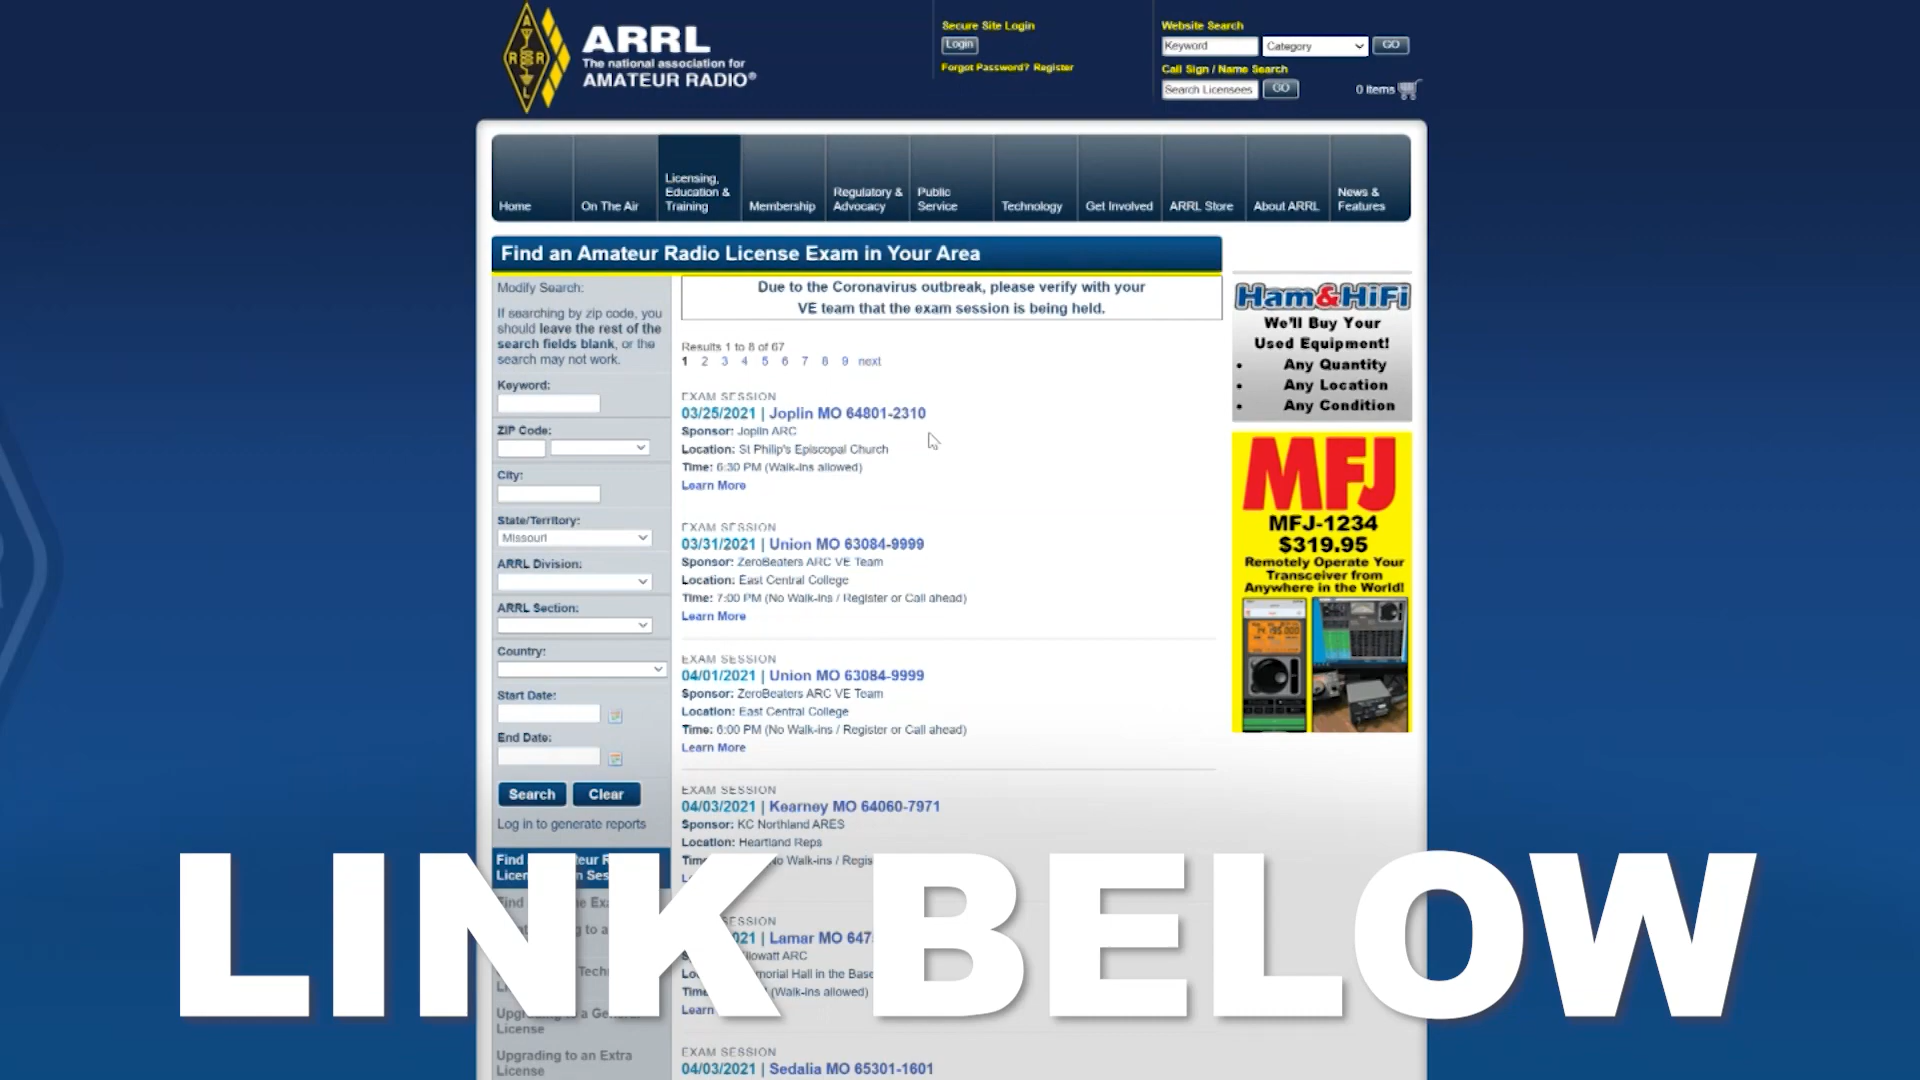 ARRL
The national association for
AMATEUR RADIO®
Secure Site Login
Login
Forgot Password? Register
Website Search
Keyword
Category
GO
Call Sign / Name Search
Search Licensees
GO
0 Items
Home
On The Air
Licensing,
Education &
Training
Membership
Regulatory &
Advocacy
Public
Service
Technology
Get Involved
ARRL Store
About ARRL
News &
Features
Find an Amateur Radio License Exam in Your Area
Modify Search:
If searching by zip code, you
should leave the rest of the
search fields blank, or the
search may not work.
Keyword:
ZIP Code:
City:
State/Territory:
Missouri
ARRL Division:
ARRL Section:
Country:
Start Date:
End Date:
Search
Clear
Log in to generate reports
Due to the Coronavirus outbreak, please verify with your
VE team that the exam session is being held.
Results 1 to 8 of 67
1 2 3 4 5 6 7 8 9 next
EXAM SESSION
03/25/2021 | Joplin MO 64801-2310
Sponsor: Joplin ARC
Location: St Philip's Episcopal Church
Time: 6:30 PM (Walk-ins allowed)
Learn More
EXAM SESSION
03/31/2021 | Union MO 63084-9999
Sponsor: ZeroBeaters ARC VE Team
Location: East Central College
Time: 7:00 PM (No Walk-ins / Register or Call ahead)
Learn More
EXAM SESSION
04/01/2021 | Union MO 63084-9999
Sponsor: ZeroBeaters ARC VE Team
Location: East Central College
Time: 6:00 PM (No Walk-ins / Register or Call ahead)
Learn More
EXAM SESSION
04/03/2021 | Kearney MO 64060-7971
Sponsor: KC Northland ARES
Location: Heartland Reps
No Walk-ins
Lamar MO
ARC
Hall in the
(Walk-ins allowed)
Learn
EXAM SESSION
04/03/2021 | Sedalia MO 65301-1601
Find
License
Upgrading to an Extra
License
Ham&HiFi
We'll Buy Your
Used Equipment!
• Any Quantity
• Any Location
• Any Condition
MFJ
MFJ-1234
$319.95
Remotely Operate Your
Transceiver from
Anywhere in the World!
LINK BELOW